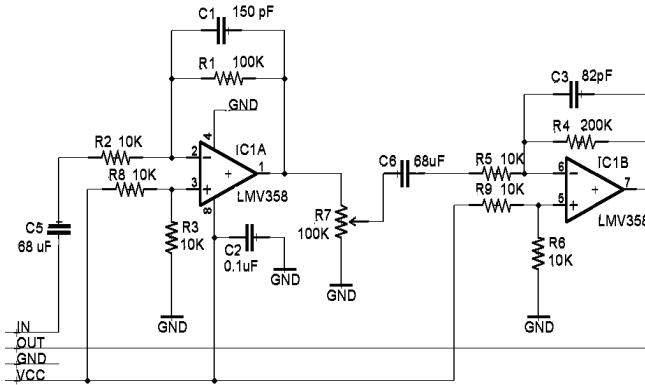 C1 150 pF
R1 100K
GND
4
IC1A
R2 10K
2
1
R8 10K
3
LMV358
8
C5
68 uF
R3
10K
C2
0.1uF
GND
GND
R7
100K
GND
C6
68uF
C3 82pF
R4 200K
IC1B
R5 10K
6
7
R9 10K
5
LMV358
R6
10K
GND
IN
OUT
GND
VCC